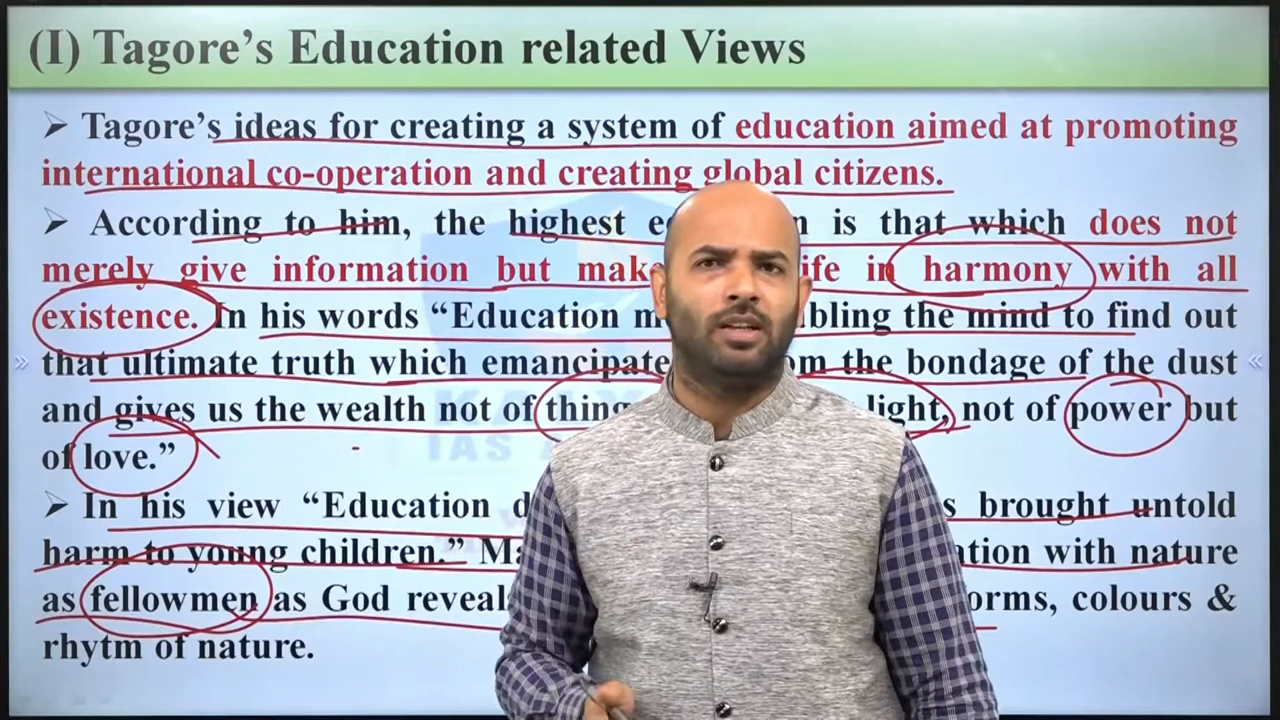 (I) Tagore's Education related Views
➤ Tagore's ideas for creating a system of education aimed at promoting
international co-operation and creating global citizens.
➤ According to him, the highest is that which does not
merely give information but life in harmony with all
existence. In his words “Education the mind to find out
that ultimate truth which the bondage of the dust
and gives us the wealth not of light, not of power but
of love.”
➤ In his view “Education brought untold
harm to young children.” with nature
as fellowmen as God colours &
rhytm of nature.
IAS